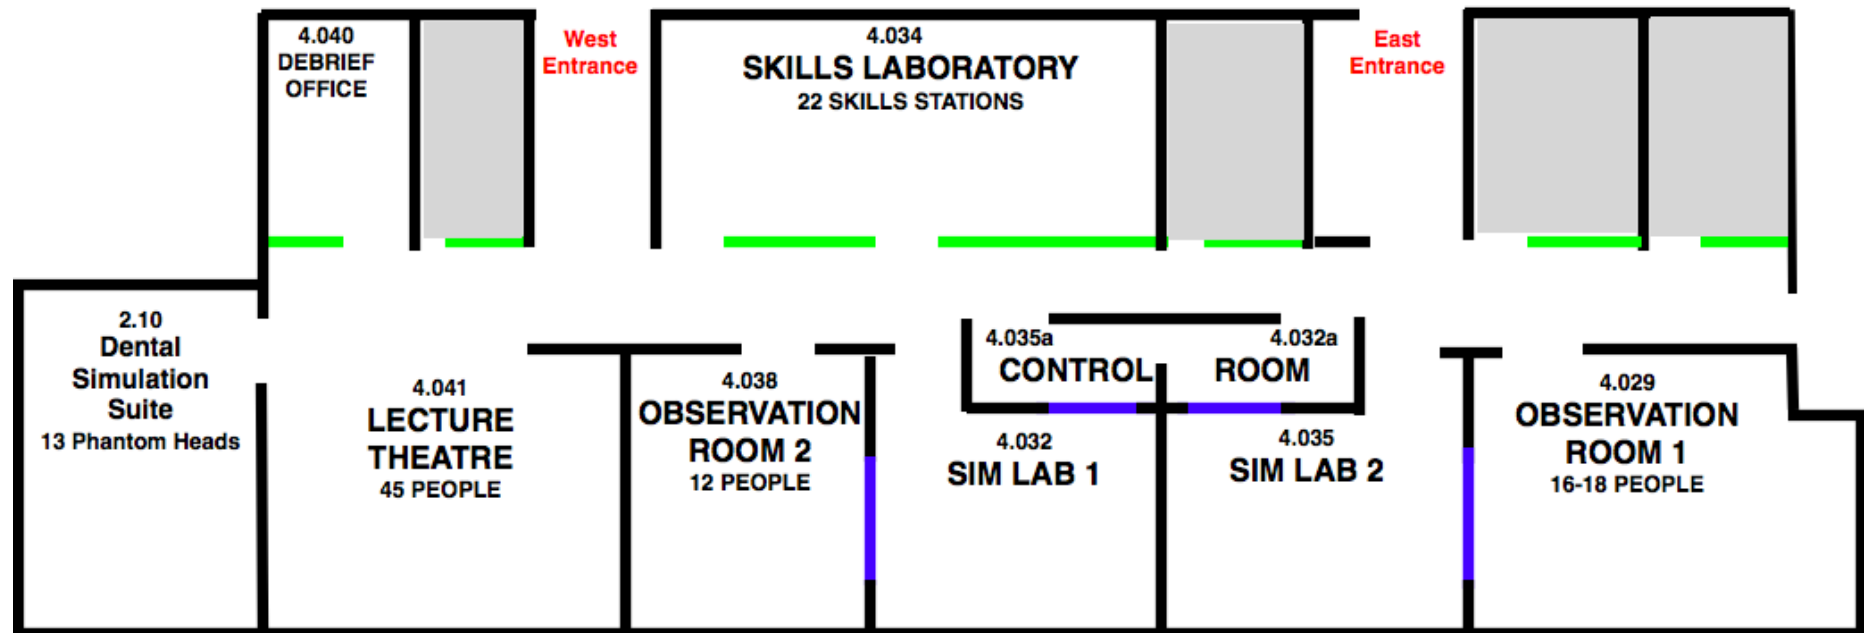 4.040
DEBRIEF
OFFICE
West
Entrance
4.034
SKILLS LABORATORY
22 SKILLS STATIONS
East
Entrance
2.10
Dental
Simulation
Suite
13 Phantom Heads
4.041
LECTURE
THEATRE
45 PEOPLE
4.038
OBSERVATION
ROOM 2
12 PEOPLE
4.035a
4.032a
CONTROL ROOM
4.032
SIM LAB 1
4.035
SIM LAB 2
4.029
OBSERVATION
ROOM 1
16-18 PEOPLE